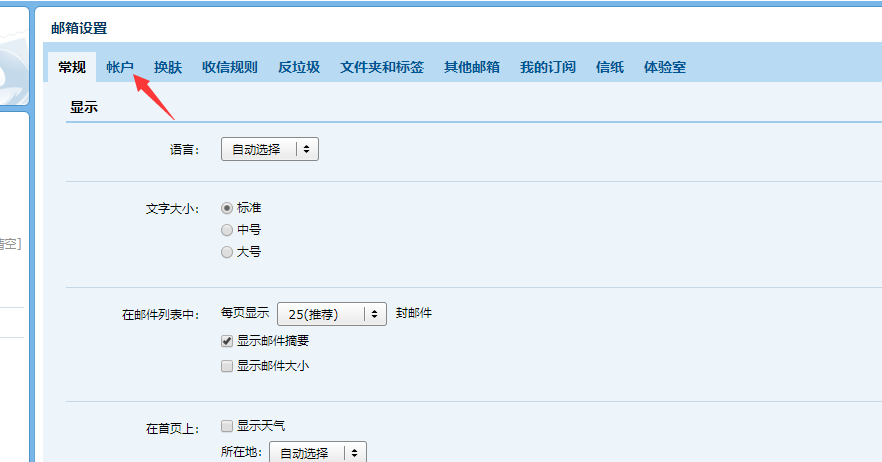 邮箱设置
常规 帐户 换肤 收信规则 反垃圾 文件夹和标签 其他邮箱 我的订阅 信纸 体验室
显示
语言: 自动选择
文字大小: 标准
中号
大号
在邮件列表中: 每页显示 25(推荐) 封邮件
显示邮件摘要
清空]
显示邮件大小
在首页上: 显示天气
所在地: 自动选择